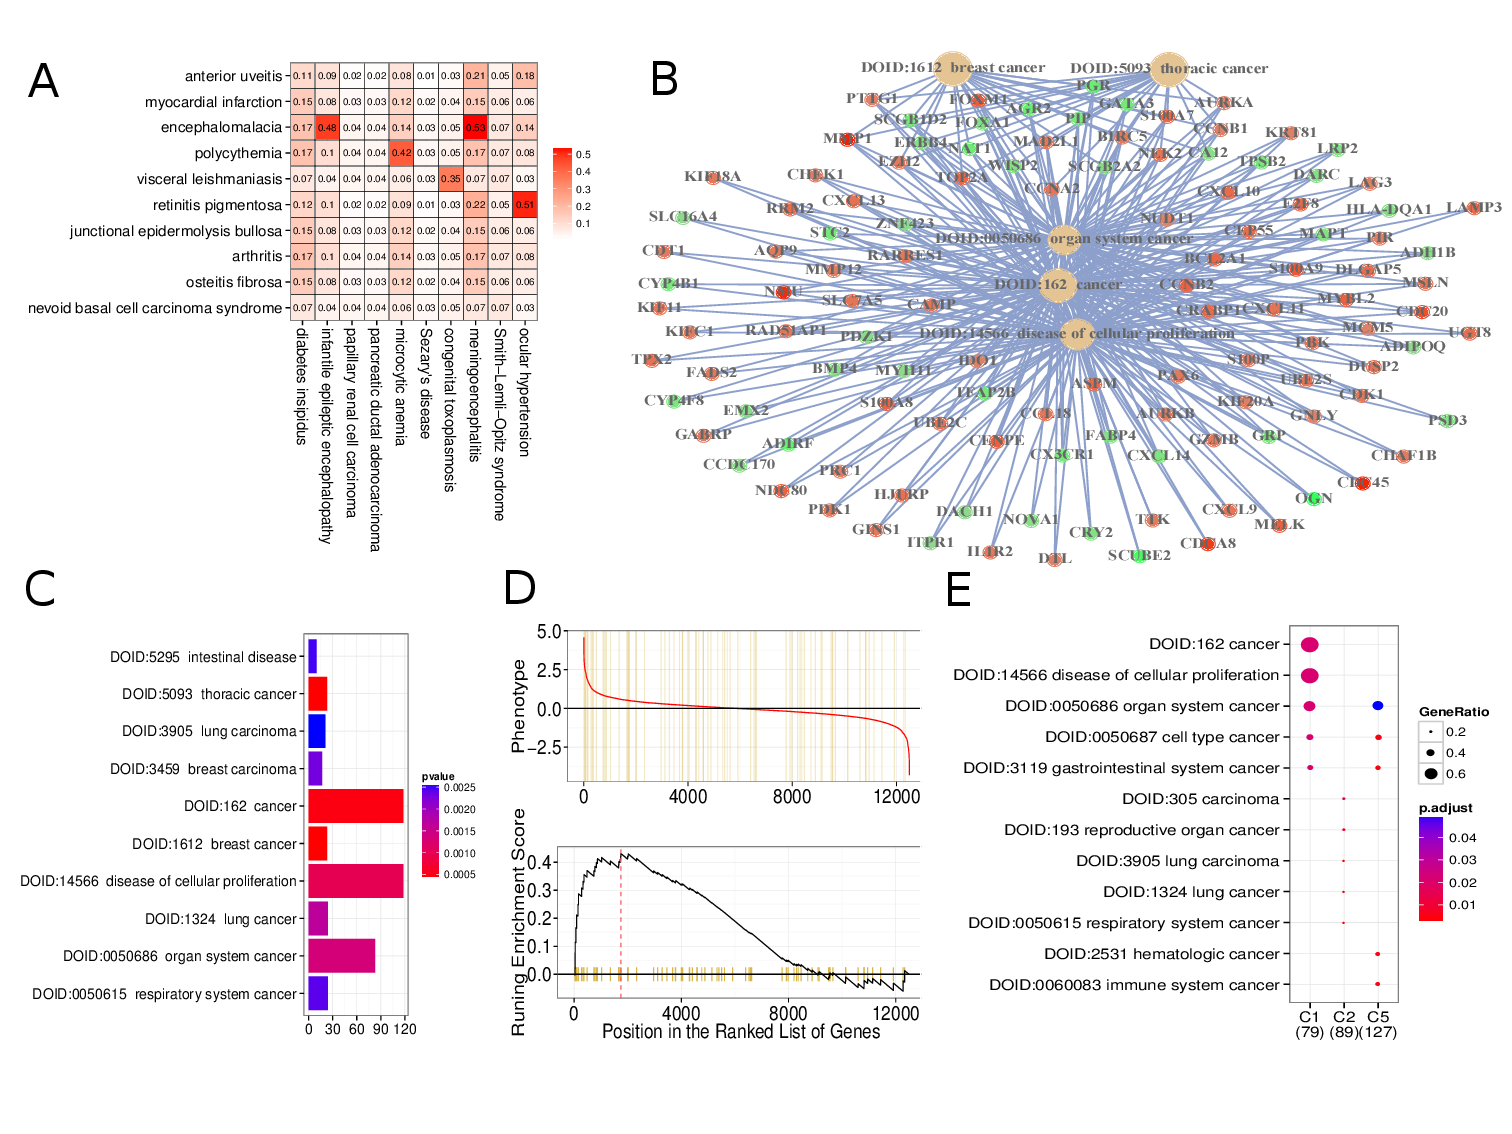 A
anterior uveitis 0.11 0.09 0.02 0.02 0.08 0.01 0.03 0.21 0.05 0.18
myocardial infarction 0.15 0.08 0.03 0.03 0.12 0.02 0.04 0.15 0.06 0.06
encephalomalacia 0.17 0.48 0.04 0.04 0.14 0.03 0.05 0.53 0.07 0.14
polycythemia 0.17 0.1 0.04 0.04 0.42 0.03 0.05 0.17 0.07 0.08
visceral leishmaniasis 0.07 0.04 0.04 0.04 0.06 0.03 0.35 0.07 0.07 0.03
retinitis pigmentosa 0.12 0.1 0.02 0.02 0.09 0.01 0.03 0.22 0.05 0.51
junctional epidermolysis bullosa 0.15 0.08 0.03 0.03 0.12 0.02 0.04 0.15 0.06 0.06
arthritis 0.17 0.1 0.04 0.04 0.14 0.03 0.05 0.17 0.07 0.08
osteitis fibrosa 0.15 0.08 0.03 0.03 0.12 0.02 0.04 0.15 0.06 0.06
nevoid basal cell carcinoma syndrome 0.07 0.04 0.04 0.04 0.06 0.03 0.04 0.07 0.07 0.03
diabetes insipidus
infantile epileptic encephalopathy
papillary renal cell carcinoma
pancreatic ductal adenocarcinoma
microcytic anemia
Sezary's disease
congenital toxoplasmosis
meningoencephalitis
Smith−Lemli−Opitz syndrome
ocular hypertension
0.5
0.4
0.3
0.2
0.1
B
DOID:1612 breast cancer
DOID:5093 thoracic cancer
PGR
PTTG1
FOXM1
AGR2
GATA3
AURKA
SCGB1D2
FOXA1
PIP
S100A7
MMP1
ERBB4
NAT1
MAD2L1
BIRC5
CCNB1
KRT81
EZH2
WISP2
SCGB2A2
NEK2
CA12
TPSB2
LRP2
KIF18A
CHEK1
TOP2A
CCNA2
CXCL10
DARC
LAG3
RRM2
CXCL13
E2F8
HLA−DQA1
LAMP3
SLC16A4
STC2
ZNF423
NUDT1
CEP55
MAPT
PIR
DOID:0050686 organ system cancer
CDT1
AQP9
RARRES1
BCL2A1
ADH1B
MMP12
S100A9
DLGAP5
CYP4B1
DOID:162 cancer
CCNB2
MSLN
SLC7A5
CAMP
MYBL2
KIF11
CRABP1
CXCL11
CDC20
KIFC1
RAD51AP1
PDZK1
DOID:14566 disease of cellular proliferation
MCM5
UGT8
PBK
ADIPOQ
TPX2
FADS2
BMP4
MYH11
IDO1
S100P
DUSP2
ASPM
PAX6
UBE2S
CYP4F8
EMX2
S100A8
TFAP2B
KIF20A
CDK1
GABRP
ADIRF
UBE2C
CCL18
AURKB
GNLY
PSD3
CENPE
FABP4
GZMB
GRP
CCDC170
PRC1
CX3CR1
CXCL14
CHAF1B
NDC80
HJURP
CDC45
OGN
PDK1
DACH1
NOVA1
TTK
CXCL9
MELK
GINS1
ITPR1
IL1R2
DTL
CRY2
SCUBE2
CDCA8
C
DOID:5295 intestinal disease
DOID:5093 thoracic cancer
DOID:3905 lung carcinoma
DOID:3459 breast carcinoma
DOID:162 cancer
DOID:1612 breast cancer
DOID:14566 disease of cellular proliferation
DOID:1324 lung cancer
DOID:0050686 organ system cancer
DOID:0050615 respiratory system cancer
0 30 60 90 120
pvalue
0.0025
0.0020
0.0015
0.0010
0.0005
D
Phenotype
5.0
2.5
0.0
−2.5
0 4000 8000 12000
Runing Enrichment Score
0.4
0.3
0.2
0.1
0.0
0 4000 8000 12000
Position in the Ranked List of Genes
E
DOID:162 cancer
DOID:14566 disease of cellular proliferation
DOID:0050686 organ system cancer
DOID:0050687 cell type cancer
DOID:3119 gastrointestinal system cancer
DOID:305 carcinoma
DOID:193 reproductive organ cancer
DOID:3905 lung carcinoma
DOID:1324 lung cancer
DOID:0050615 respiratory system cancer
DOID:2531 hematologic cancer
DOID:0060083 immune system cancer
C1 C2 C5
(79) (89) (127)
GeneRatio
0.2
0.4
0.6
p.adjust
0.04
0.03
0.02
0.01